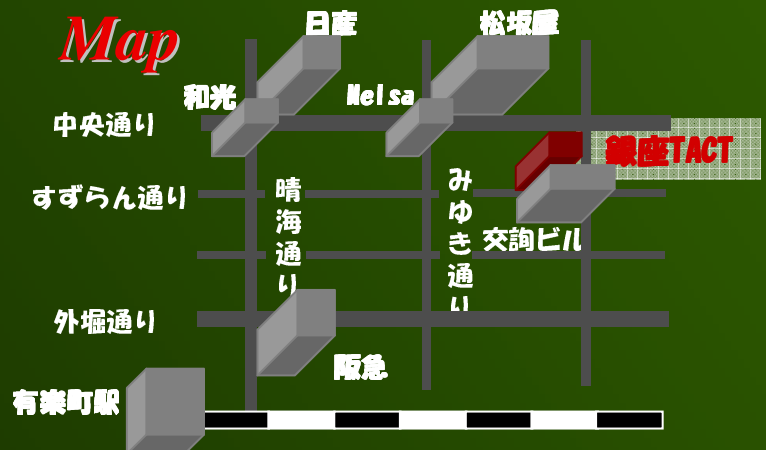 Map
日産
松坂屋
和光
Melsa
中央通り
銀座TACT
すずらん通り
晴海通り
みゆき通り
交詢ビル
外堀通り
阪急
有楽町駅